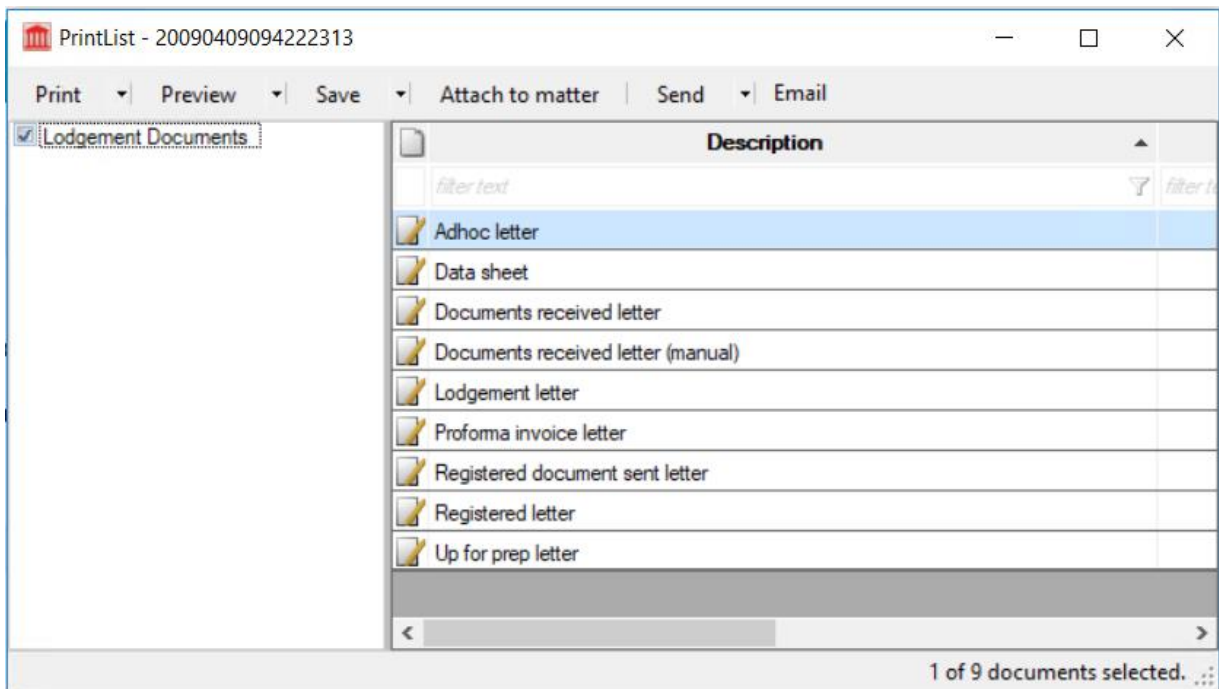 PrintList - 20090409094222313
Print Preview Save Attach to matter Send Email
Lodgement Documents
Description
filter text
Adhoc letter
Data sheet
Documents received letter
Documents received letter (manual)
Lodgement letter
Proforma invoice letter
Registered document sent letter
Registered letter
Up for prep letter
1 of 9 documents selected.